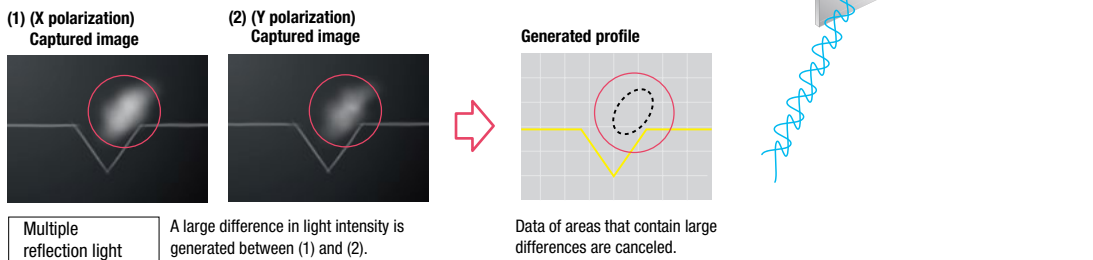 (1) (X polarization)
Captured image
(2) (Y polarization)
Captured image
Generated profile
Multiple
reflection light
A large difference in light intensity is
generated between (1) and (2).
Data of areas that contain large
differences are canceled.